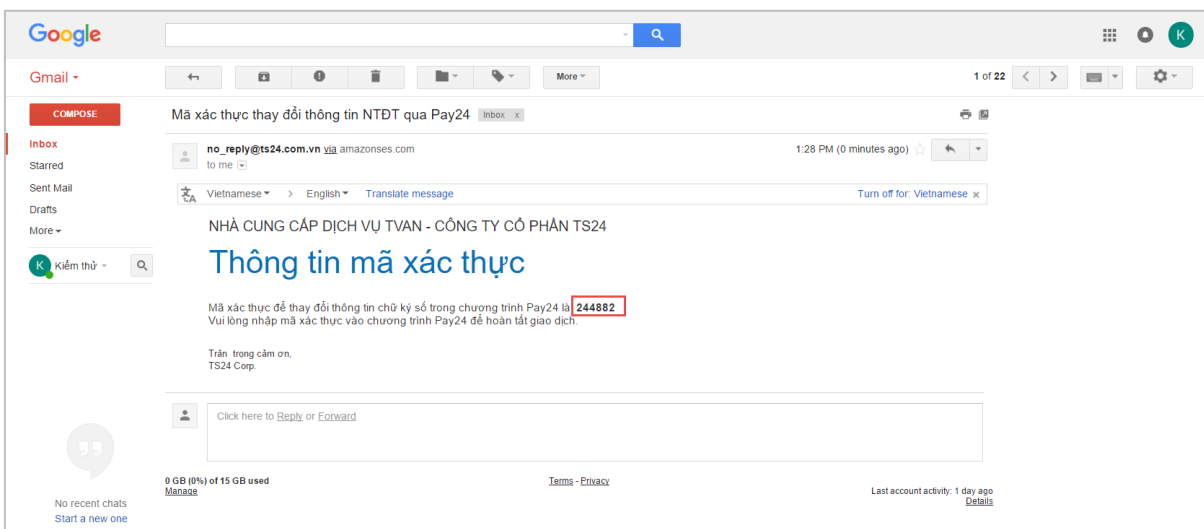 Google
K
Gmail
More
1 of 22
COMPOSE
Mã xác thực thay đổi thông tin NTĐT qua Pay24
Inbox x
Inbox
Starred
Sent Mail
Drafts
More
Kiểm thử
K
no_reply@ts24.com.vn via amazonses.com
1:28 PM (0 minutes ago)
to me
Vietnamese > English Translate message
Turn off for: Vietnamese x
NHÀ CUNG CẤP DỊCH VỤ TVAN - CÔNG TY CỔ PHẦN TS24
Thông tin mã xác thực
Mã xác thực để thay đổi thông tin chữ ký số trong chương trình Pay24 là 244882
Vui lòng nhập mã xác thực vào chương trình Pay24 để hoàn tất giao dịch.
Trân trọng cảm ơn,
TS24 Corp.
Click here to Reply or Forward
0 GB (0%) of 15 GB used
Manage
Terms - Privacy
Last account activity: 1 day ago
Details
No recent chats
Start a new one